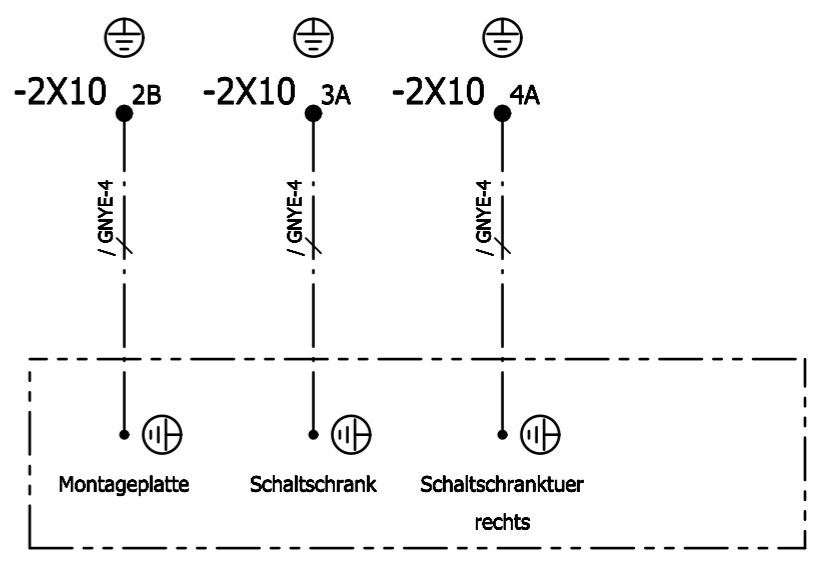 -2X10 2B -2X10 3A -2X10 4A
/ GNYE-4 / GNYE-4 / GNYE-4
Montageplatte Schaltschrank Schaltschranktuer
rechts